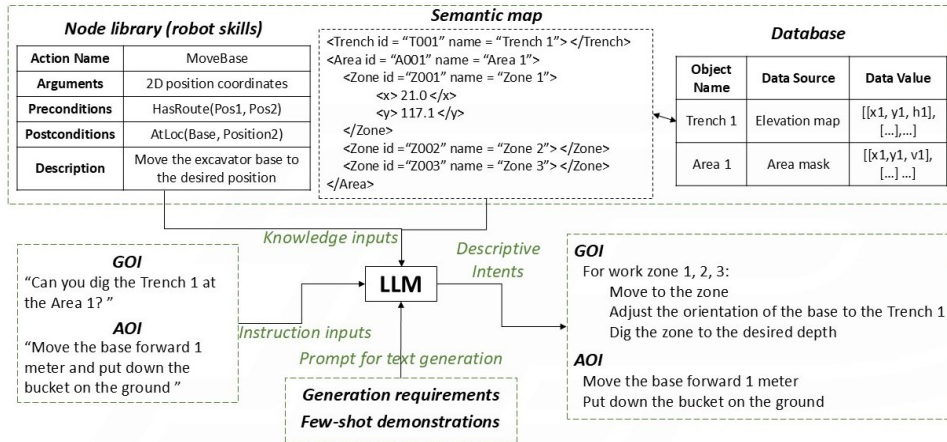 Node library (robot skills)
Action Name MoveBase
Arguments 2D position coordinates
Preconditions HasRoute(Pos1, Pos2)
Postconditions AtLoc(Base, Position2)
Description Move the excavator base to
the desired position
Semantic map
<Trench id = “T001” name = “Trench 1”> </Trench>
<Area id = “A001” name = “Area 1”>
<Zone id = “Z001” name = “Zone 1”>
<x> 21.0 </x>
<y> 117.1 </y>
</Zone>
<Zone id = “Z002” name = “Zone 2”> </Zone>
<Zone id = “Z003” name = “Zone 3”> </Zone>
</Area>
Database
Object Name Data Source Data Value
Trench 1 Elevation map [[x1, y1, h1],
[...],...]
Area 1 Area mask [[x1,y1, v1],
[...] ...]
Knowledge inputs
Descriptive
Intents
GOI
“Can you dig the Trench 1 at
the Area 1? ”
AOI
“Move the base forward 1
meter and put down the
bucket on the ground ”
LLM
Instruction inputs
Prompt for text generation
Generation requirements
Few-shot demonstrations
GOI
For work zone 1, 2, 3:
Move to the zone
Adjust the orientation of the base to the Trench 1
Dig the zone to the desired depth
AOI
Move the base forward 1 meter
Put down the bucket on the ground